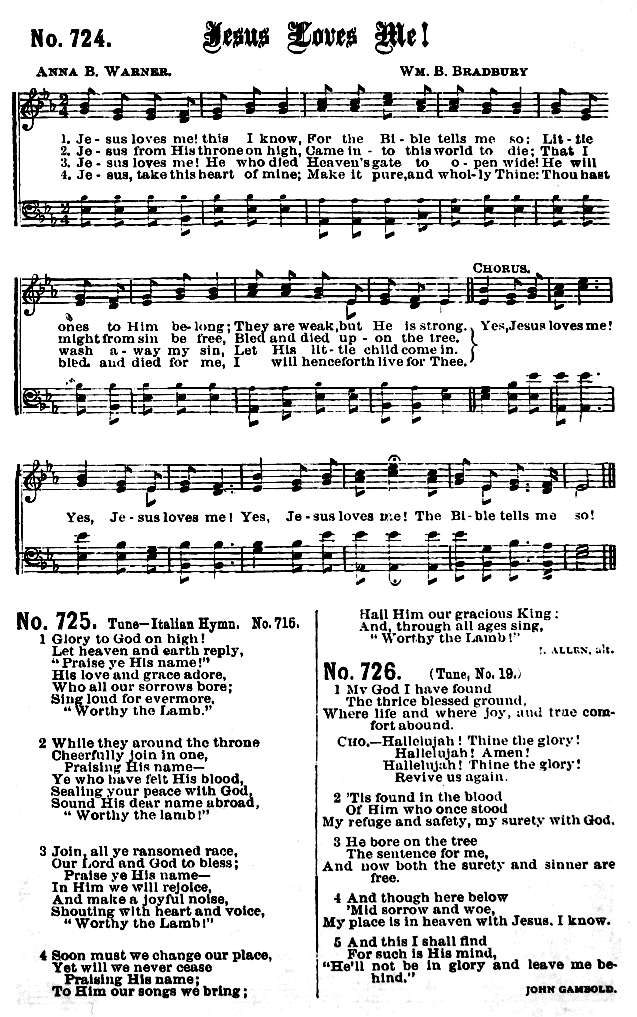 No. 724. Jesus Loves Me!
ANNA B. WARNER. WM. B. BRADBURY
1. Je - sus loves me! this I know, For the Bi - ble tells me so: Lit - tle
2. Je - sus from His throne on high, Came in - to this world to die; That I
3. Je - sus loves me! He who died Heaven's gate to o - pen wide! He will
4. Je - sus, take this heart of mine; Make it pure, and whol - ly Thine: Thou hast
CHORUS.
ones to Him be - long; They are weak, but He is strong. Yes, Jesus loves me!
might from sin be free, Bled and died up - on the tree.
wash a - way my sin, Let His lit - tle child come in.
bled. and died for me, I will henceforth live for Thee.
Yes, Je - sus loves me! Yes, Je - sus loves me! The Bi - ble tells me so!
No. 725. Tune—Italian Hymn. No. 716.
1 Glory to God on high!
Let heaven and earth reply,
"Praise ye His name!"
His love and grace adore,
Who all our sorrows bore;
Sing loud for evermore,
"Worthy the Lamb."
2 While they around the throne
Cheerfully join in one,
Praising His name—
Ye who have felt His blood,
Sealing your peace with God,
Sound His dear name abroad,
"Worthy the lamb!"
3 Join, all ye ransomed race,
Our Lord and God to bless;
Praise ye His name—
In Him we will rejoice,
And make a joyful noise,
Shouting with heart and voice,
"Worthy the Lamb!"
4 Soon must we change our place,
Yet will we never cease
Praising His name;
To Him our songs we bring;
Hail Him our gracious King:
And, through all ages sing,
"Worthy the Lamb!"
ALLEN, alt.
No. 726. (Tune, No. 19.)
1 My God I have found
The thrice blessed ground,
Where life and where joy, and true com-
fort abound.
CHO.—Hallelujah! Thine the glory!
Hallelujah! Amen!
Hallelujah! Thine the glory!
Revive us again.
2 'Tis found in the blood
Of Him who once stood
My refuge and safety, my surety with God.
3 He bore on the tree
The sentence for me,
And now both the surety and sinner are
free.
4 And though here below
'Mid sorrow and woe,
My place is in heaven with Jesus. I know.
5 And this I shall find
For such is His mind,
"He'll not be in glory and leave me be-
hind."
JOHN GAMBOLD.